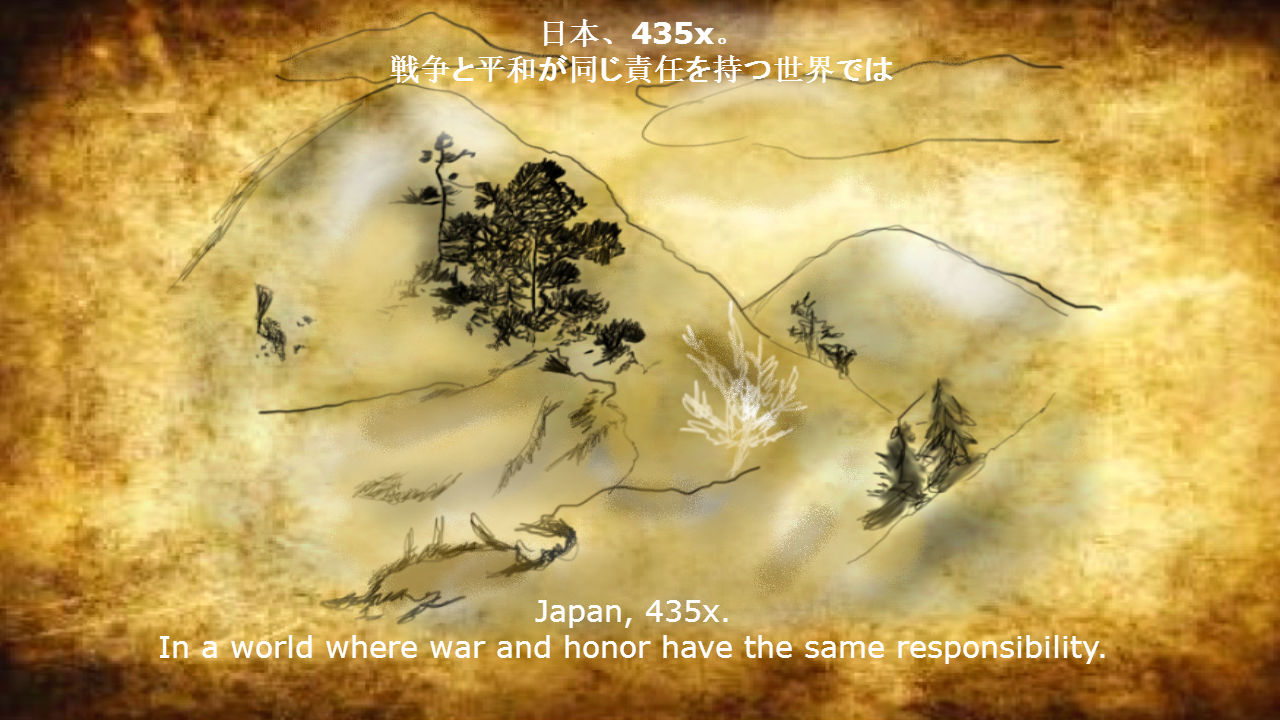 日本、435x。
戦争と平和が同じ責任を持つ世界では
Japan, 435x.
In a world where war and honor have the same responsibility.